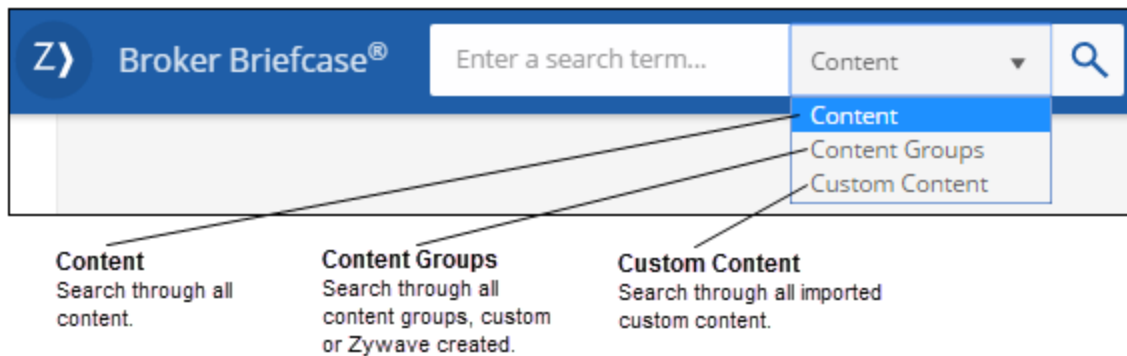 Z) Broker Briefcase® Enter a search term... Content ▼
Content
Content Groups
Custom Content
Content
Search through all
content.
Content Groups
Search through all
content groups, custom
or Zywave created.
Custom Content
Search through all imported
custom content.